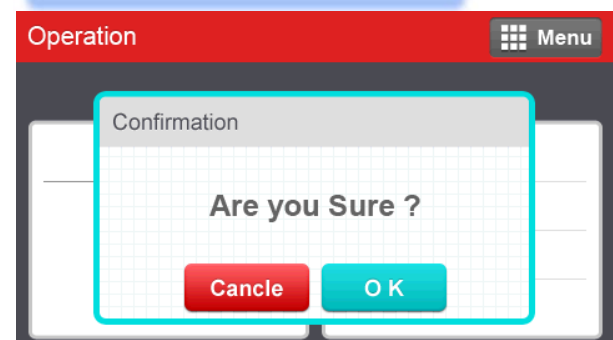 Operation
Menu
Confirmation
Are you Sure ?
Cancle
O K